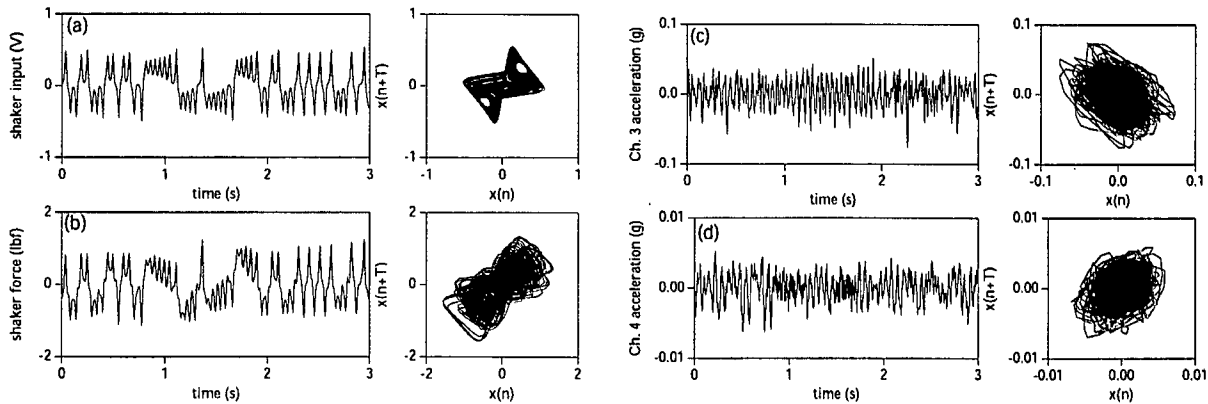 (a)
shaker input (V)
1
0
-1
0
1
2
3
time (s)
x(n+T)
1
0
-1
-1
0
1
x(n)
(b)
shaker force (lbf)
2
0
-2
0
1
2
3
time (s)
x(n+T)
2
0
-2
-2
0
2
x(n)
(c)
Ch. 3 acceleration (g)
0.1
0.0
-0.1
0
1
2
3
time (s)
x(n+T)
0.1
0.0
-0.1
-0.1
0.0
0.1
x(n)
(d)
Ch. 4 acceleration (g)
0.01
0.00
-0.01
0
1
2
3
time (s)
x(n+T)
0.01
0.00
-0.01
-0.01
0.00
0.01
x(n)